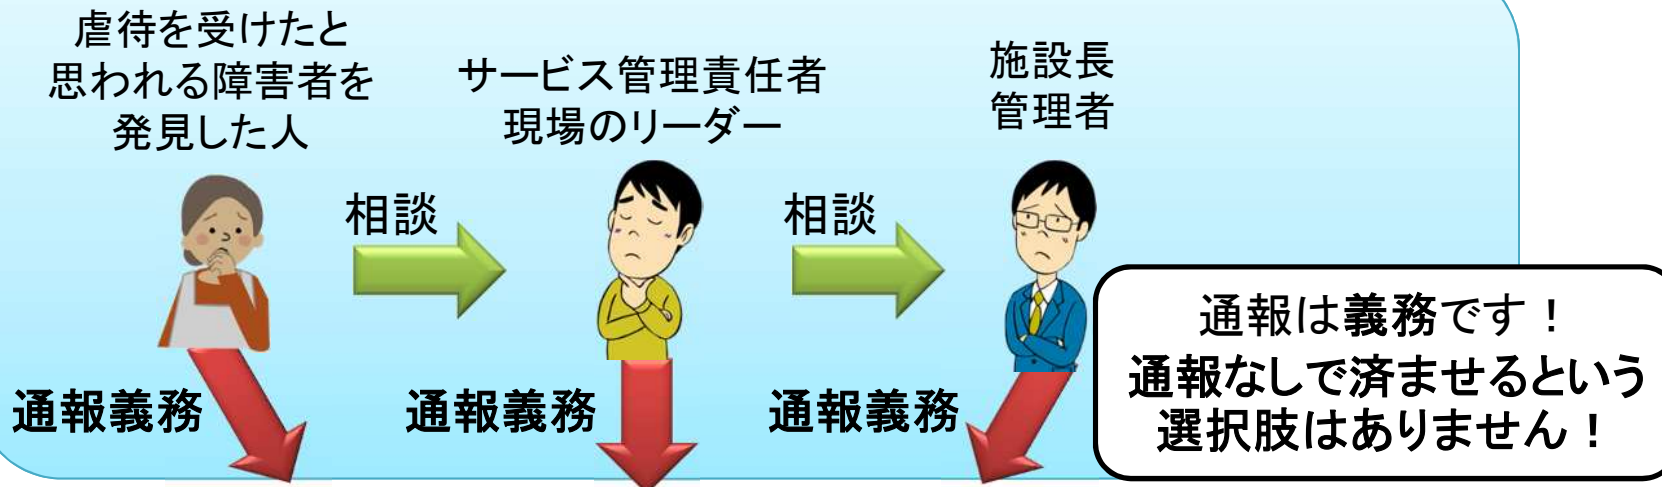 虐待を受けたと
思われる障害者を
発見した人
サービス管理責任者
現場のリーダー
施設長
管理者
相談
相談
通報義務
通報義務
通報義務
通報は義務です！
通報なしで済ませるという
選択肢はありません！